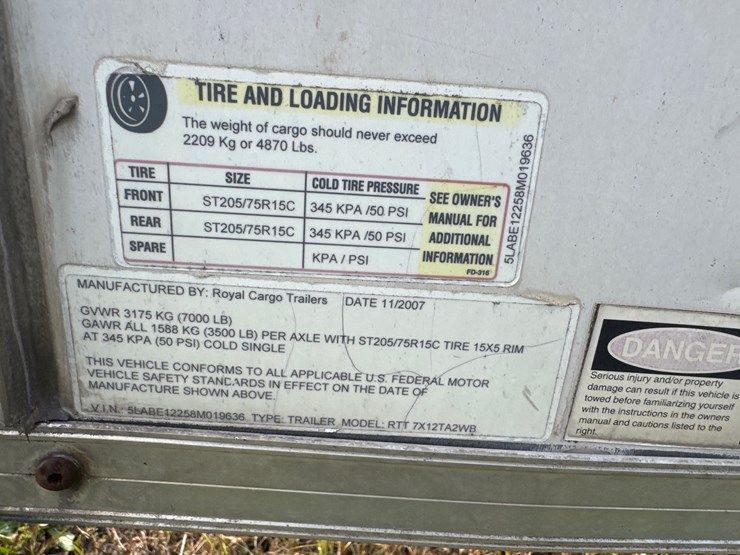 TIRE AND LOADING INFORMATION
The weight of cargo should never exceed
2209 Kg or 4870 Lbs.
TIRE SIZE COLD TIRE PRESSURE SEE OWNER'S
MANUAL FOR
ADDITIONAL
INFORMATION
FRONT ST205/75R15C 345 KPA /50 PSI
REAR ST205/75R15C 345 KPA /50 PSI
SPARE KPA / PSI
FD-316
5LABE12258M019636
MANUFACTURED BY: Royal Cargo Trailers DATE 11/2007
GVWR 3175 KG (7000 LB)
GAWR ALL 1588 KG (3500 LB) PER AXLE WITH ST205/75R15C TIRE 15X5 RIM
AT 345 KPA (50 PSI) COLD SINGLE
THIS VEHICLE CONFORMS TO ALL APPLICABLE U.S. FEDERAL MOTOR
VEHICLE SAFETY STANDARDS IN EFFECT ON THE DATE OF
MANUFACTURE SHOWN ABOVE.
V.I.N.: 5LABE12258M019636 TYPE: TRAILER MODEL: RTT 7X12TA2WB
DANGER
Serious injury and/or property
damage can result if this vehicle is
towed before familiarizing yourself
with the instructions in the owners
manual and cautions listed to the
right.